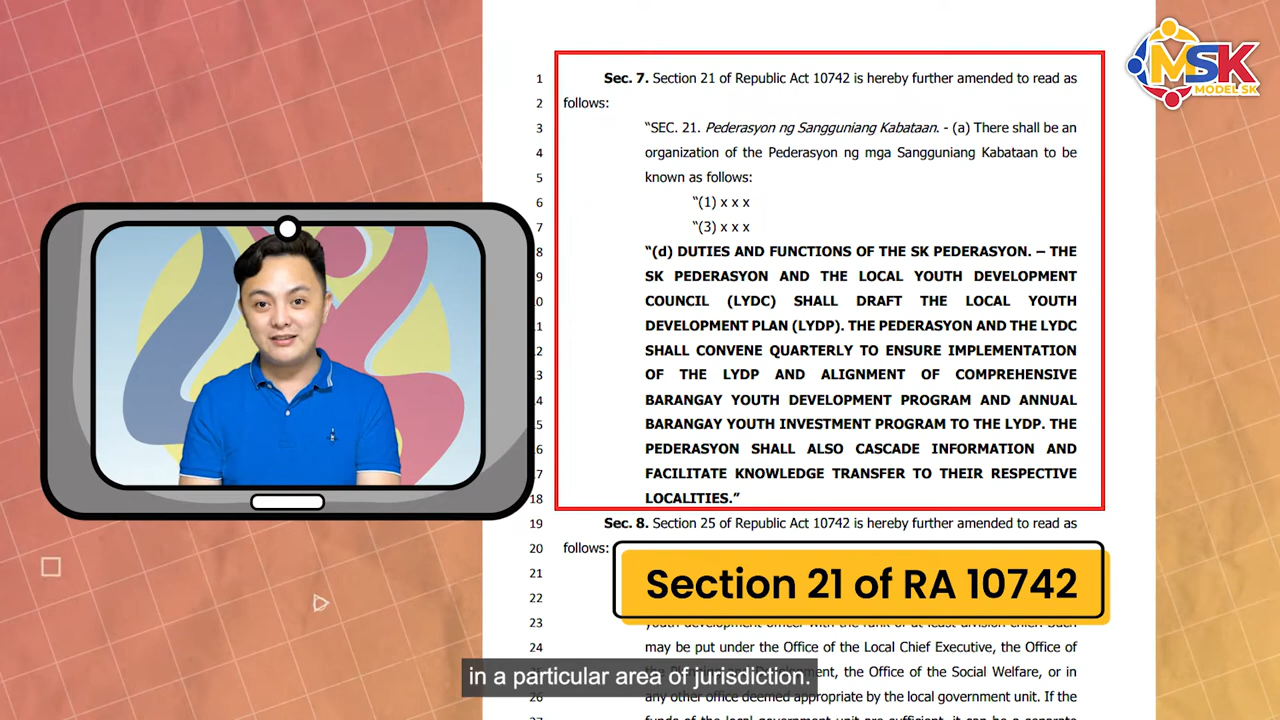 MSK
MODEL SK
1 Sec. 7. Section 21 of Republic Act 10742 is hereby further amended to read as
2 follows:
3 “SEC. 21. Pederasyon ng Sangguniang Kabataan. - (a) There shall be an
4 organization of the Pederasyon ng mga Sangguniang Kabataan to be
5 known as follows:
6 “(1) x x x
7 “(3) x x x
8 “(d) DUTIES AND FUNCTIONS OF THE SK PEDERASYON. – THE
9 SK PEDERASYON AND THE LOCAL YOUTH DEVELOPMENT
0 COUNCIL (LYDC) SHALL DRAFT THE LOCAL YOUTH
1 DEVELOPMENT PLAN (LYDP). THE PEDERASYON AND THE LYDC
2 SHALL CONVENE QUARTERLY TO ENSURE IMPLEMENTATION
3 OF THE LYDP AND ALIGNMENT OF COMPREHENSIVE
4 BARANGAY YOUTH DEVELOPMENT PROGRAM AND ANNUAL
5 BARANGAY YOUTH INVESTMENT PROGRAM TO THE LYDP. THE
6 PEDERASYON SHALL ALSO CASCADE INFORMATION AND
7 FACILITATE KNOWLEDGE TRANSFER TO THEIR RESPECTIVE
18 LOCALITIES.”
19 Sec. 8. Section 25 of Republic Act 10742 is hereby further amended to read as
20 follows:
21
22
Section 21 of RA 10742
23
24 may be put under the Office of the Local Chief Executive, the Office of
the Office of the Social Welfare, or in
26 any other office deemed appropriate by the local government unit. If the
in a particular area of jurisdiction.